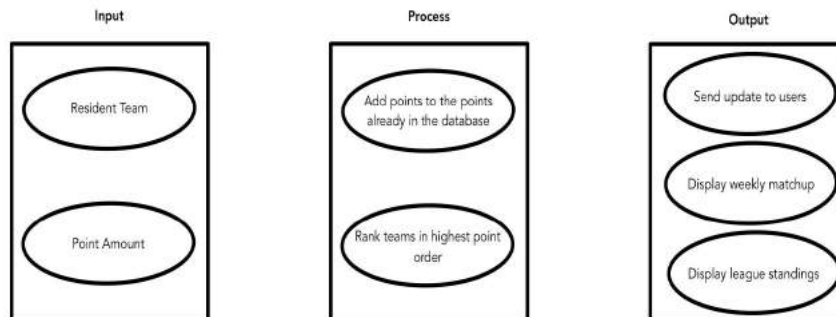 Input
Resident Team
Point Amount
Process
Add points to the points
already in the database
Rank teams in highest point
order
Output
Send update to users
Display weekly matchup
Display league standings